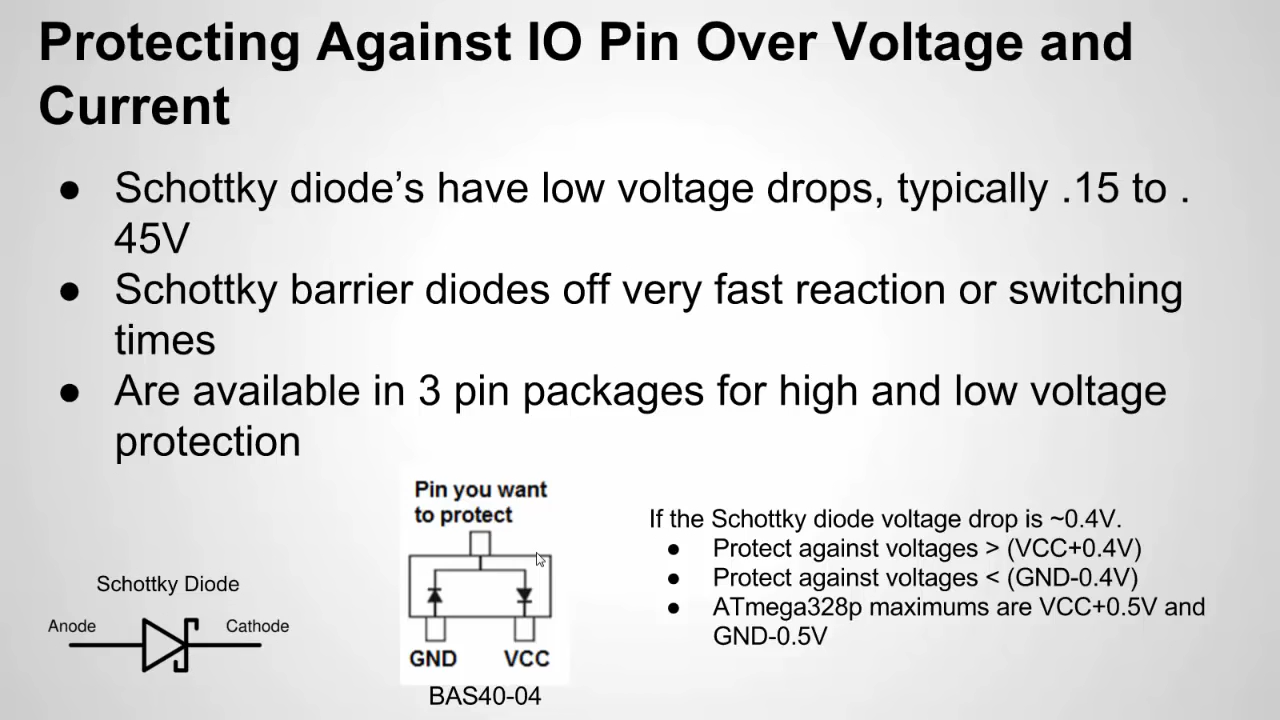 Protecting Against IO Pin Over Voltage and
Current
● Schottky diode’s have low voltage drops, typically .15 to .
45V
● Schottky barrier diodes off very fast reaction or switching
times
● Are available in 3 pin packages for high and low voltage
protection
Pin you want
to protect
GND VCC
BAS40-04
Schottky Diode
Anode Cathode
If the Schottky diode voltage drop is ~0.4V.
● Protect against voltages > (VCC+0.4V)
● Protect against voltages < (GND-0.4V)
● ATmega328p maximums are VCC+0.5V and
GND-0.5V